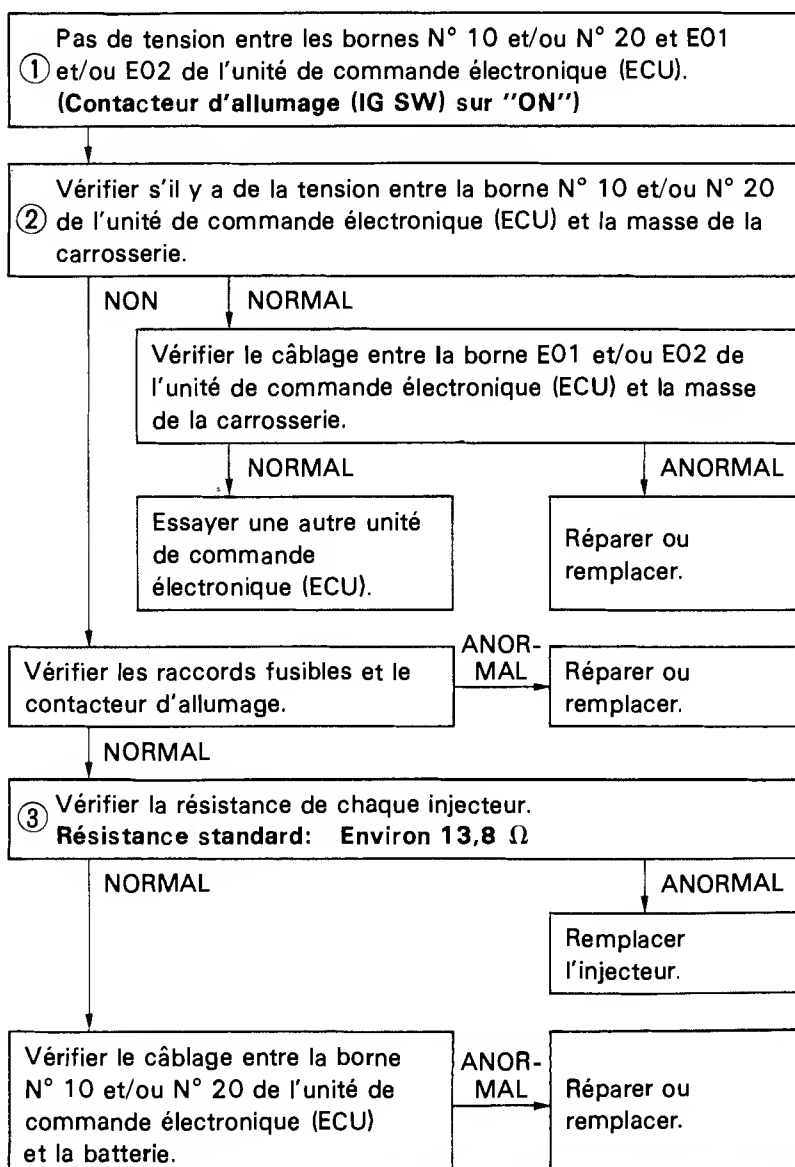 Pas de tension entre les bornes N° 10 et/ou N° 20 et E01
① et/ou E02 de l'unité de commande électronique (ECU).
(Contacteur d'allumage (IG SW) sur "ON")
Vérifier s'il y a de la tension entre la borne N° 10 et/ou N° 20
② de l'unité de commande électronique (ECU) et la masse de la
carrosserie.
NON
NORMAL
Vérifier le câblage entre la borne E01 et/ou E02 de
l'unité de commande électronique (ECU) et la masse
de la carrosserie.
NORMAL
ANORMAL
Essayer une autre unité
de commande
électronique (ECU).
Réparer ou
remplacer.
Vérifier les raccords fusibles et le
contacteur d'allumage.
ANOR-
MAL
Réparer ou
remplacer.
NORMAL
③ Vérifier la résistance de chaque injecteur.
Résistance standard: Environ 13,8 Ω
NORMAL
ANORMAL
Remplacer
l'injecteur.
Vérifier le câblage entre la borne
N° 10 et/ou N° 20 de l'unité de
commande électronique (ECU)
et la batterie.
ANOR-
MAL
Réparer ou
remplacer.